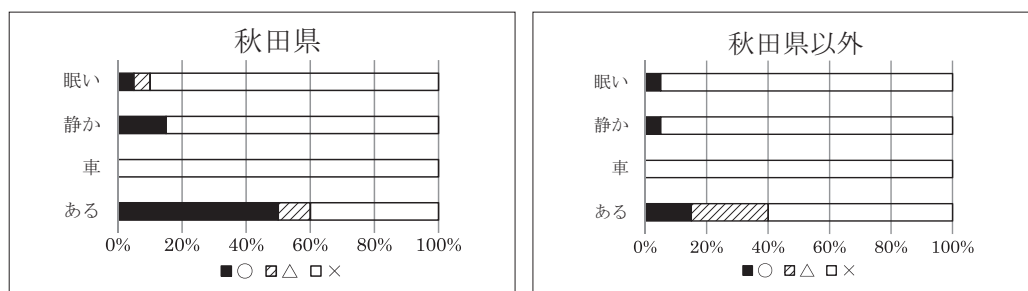 秋田県
眠い
静か
車
ある
0% 20% 40% 60% 80% 100%
■○ ▨△ □×
秋田県以外
眠い
静か
車
ある
0% 20% 40% 60% 80% 100%
■○ ▨△ □×